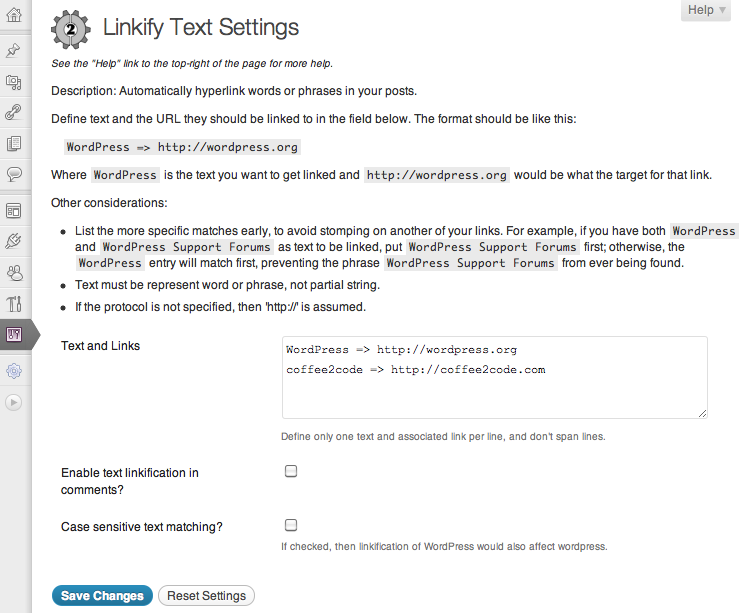 Help
2
Linkify Text Settings
See the "Help" link to the top-right of the page for more help.
Description: Automatically hyperlink words or phrases in your posts.
Define text and the URL they should be linked to in the field below. The format should be like this:
WordPress => http://wordpress.org
Where WordPress is the text you want to get linked and http://wordpress.org would be what the target for that link.
Other considerations:
List the more specific matches early, to avoid stomping on another of your links. For example, if you have both WordPress
and WordPress Support Forums as text to be linked, put WordPress Support Forums first; otherwise, the
WordPress entry will match first, preventing the phrase WordPress Support Forums from ever being found.
Text must be represent word or phrase, not partial string.
If the protocol is not specified, then 'http://' is assumed.
Text and Links
WordPress => http://wordpress.org
coffee2code => http://coffee2code.com
Define only one text and associated link per line, and don't span lines.
Enable text linkification in
comments?
Case sensitive text matching?
If checked, then linkification of WordPress would also affect wordpress.
Save Changes
Reset Settings